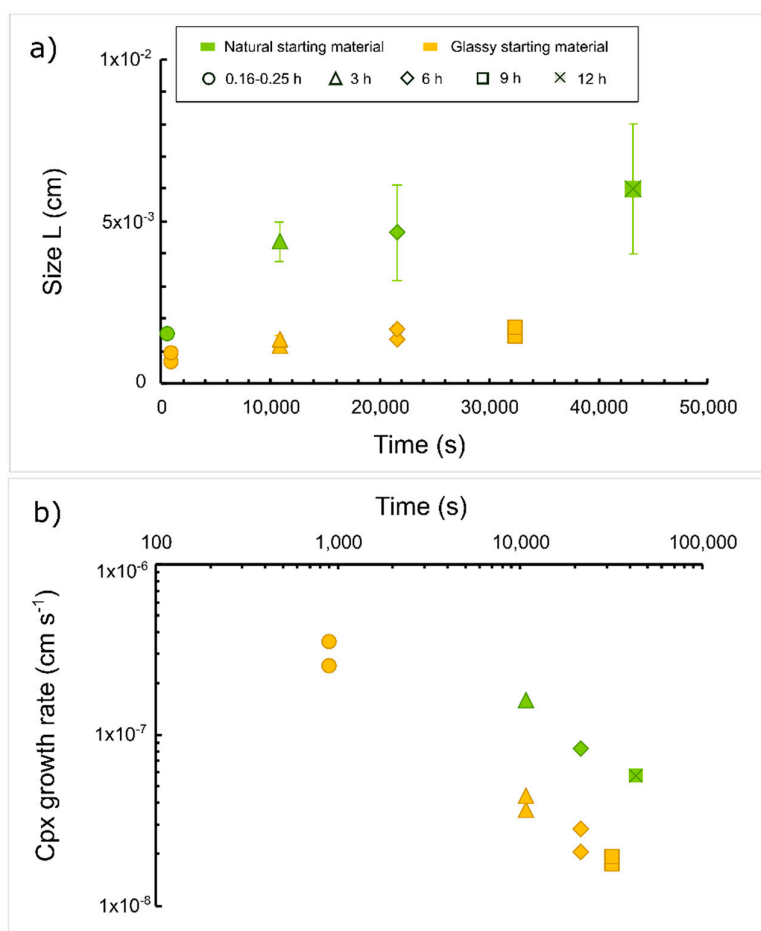 a)
Natural starting material Glassy starting material
0.16-0.25 h 3 h 6 h 9 h 12 h
1x10⁻²
5x10⁻³
0
Size L (cm)
0 10,000 20,000 30,000 40,000 50,000
Time (s)
b)
Time (s)
100 1,000 10,000 100,000
1x10⁻⁶
1x10⁻⁷
1x10⁻⁸
Cpx growth rate (cm s⁻¹)